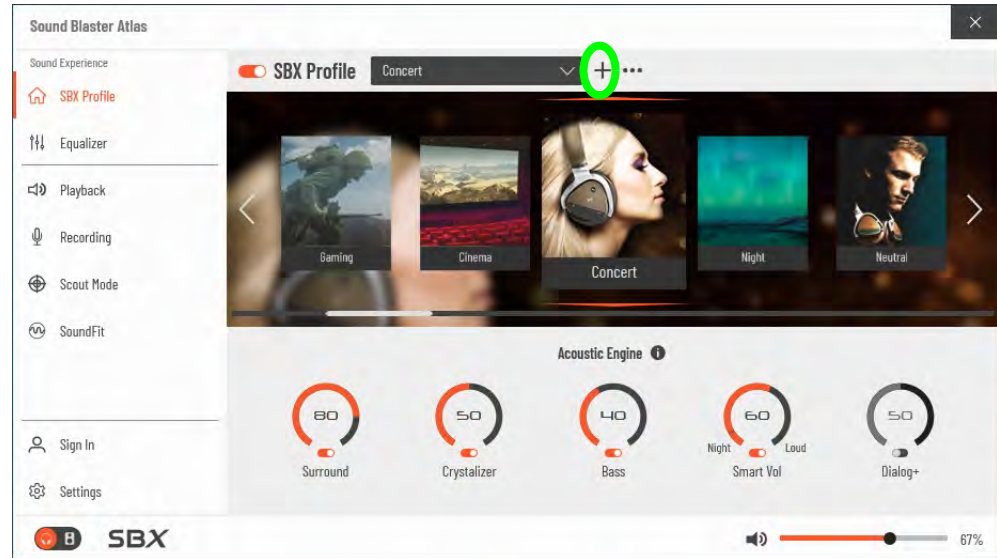 Sound Blaster Atlas
Sound Experience
SBX Profile
Equalizer
Playback
Recording
Scout Mode
SoundFit
Sign In
Settings
SBX
SBX Profile Concert
Gaming
Cinema
Concert
Night
Neutral
Acoustic Engine
80 50 40 60 50
Night Loud
Surround Crystalizer Bass Smart Vol Dialog+
67%